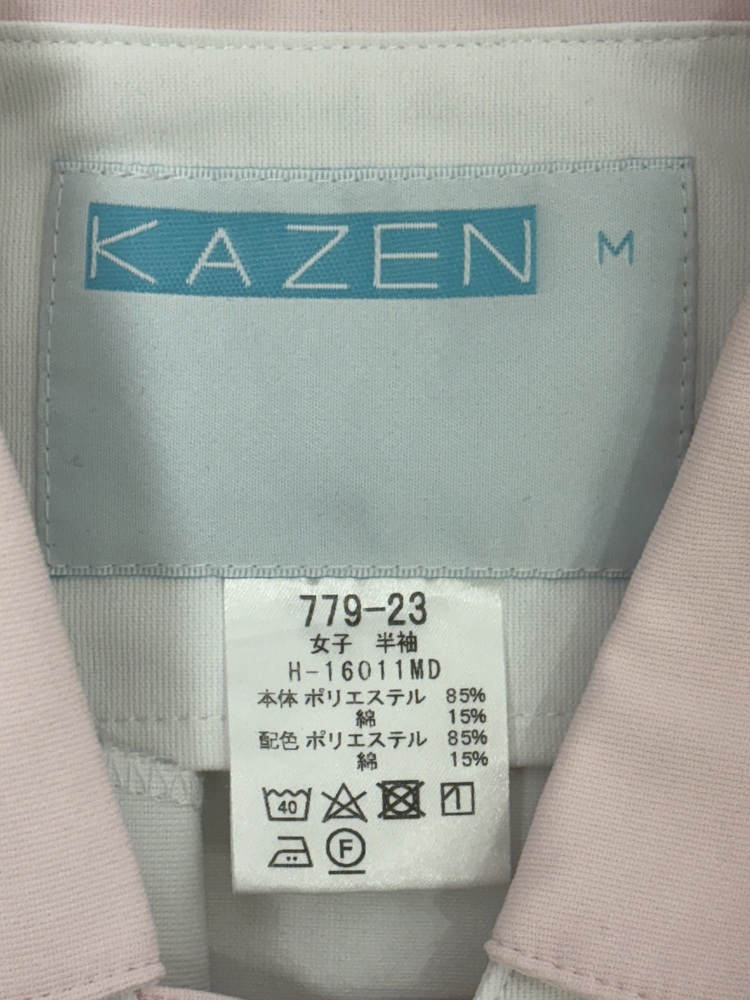 KAZEN M
779-23
女子 半袖
H-16011MD
本体 ポリエステル 85%
綿 15%
配色 ポリエステル 85%
綿 15%
40
F